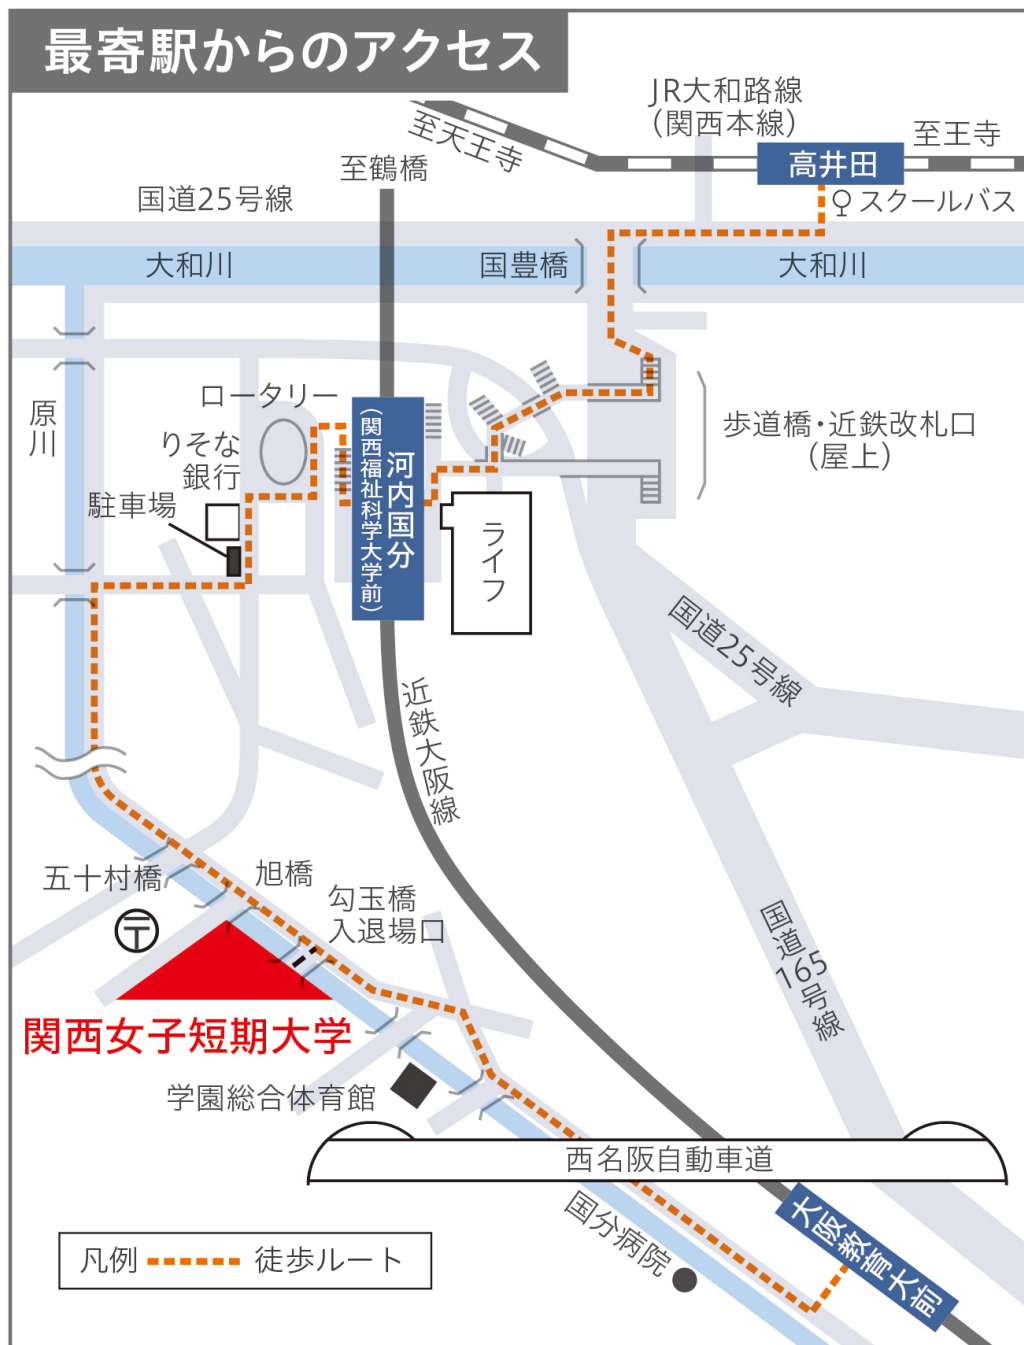 最寄駅からのアクセス
JR大和路線
（関西本線）
至天王寺
至王寺
高井田
至鶴橋
スクールバス
国道25号線
大和川
国豊橋
大和川
原川
ロータリー
りそな
銀行
駐車場
河内国分
（関西福祉科学大学前）
歩道橋・近鉄改札口
（屋上）
ライフ
国道25号線
近鉄大阪線
五十村橋
旭橋
勾玉橋
入退場口
〒
国道165号線
関西女子短期大学
学園総合体育館
西名阪自動車道
国分病院
大阪教育大前
凡例
徒歩ルート